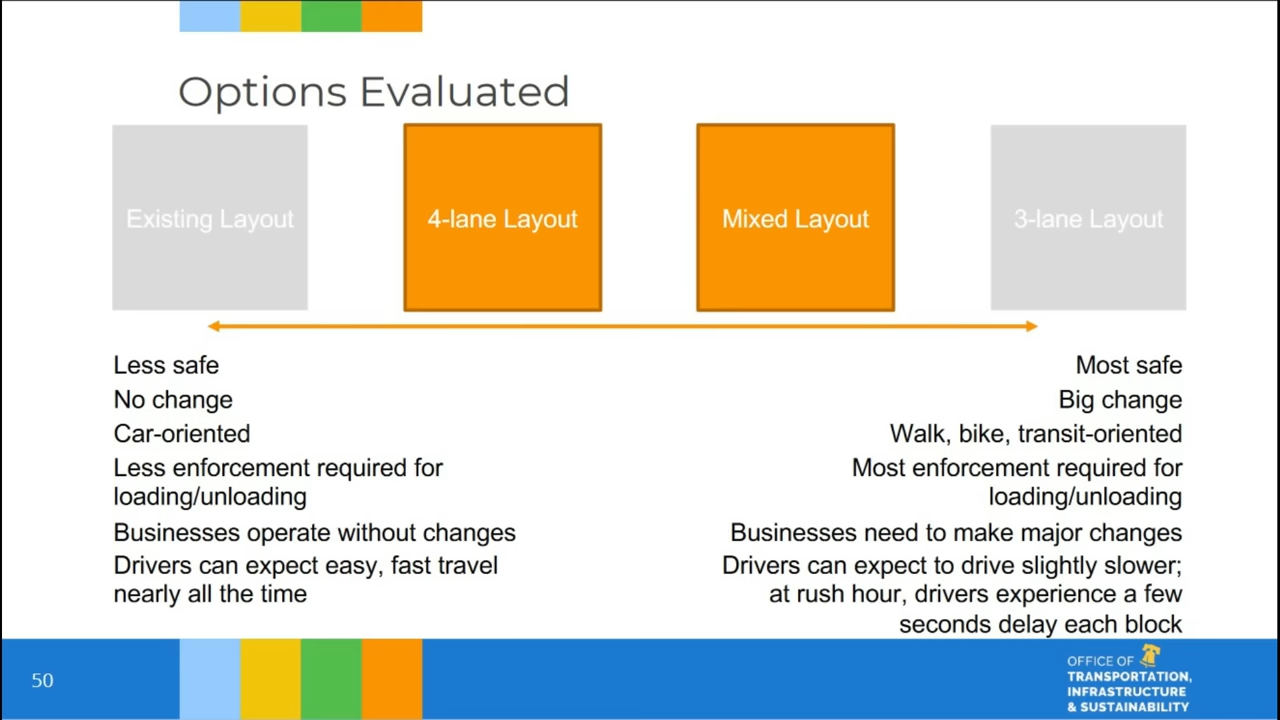 Options Evaluated
Existing Layout
4-lane Layout
Mixed Layout
3-lane Layout
Less safe
No change
Car-oriented
Less enforcement required for
loading/unloading
Businesses operate without changes
Drivers can expect easy, fast travel
nearly all the time
Most safe
Big change
Walk, bike, transit-oriented
Most enforcement required for
loading/unloading
Businesses need to make major changes
Drivers can expect to drive slightly slower;
at rush hour, drivers experience a few
seconds delay each block
50
OFFICE OF
TRANSPORTATION,
INFRASTRUCTURE
& SUSTAINABILITY